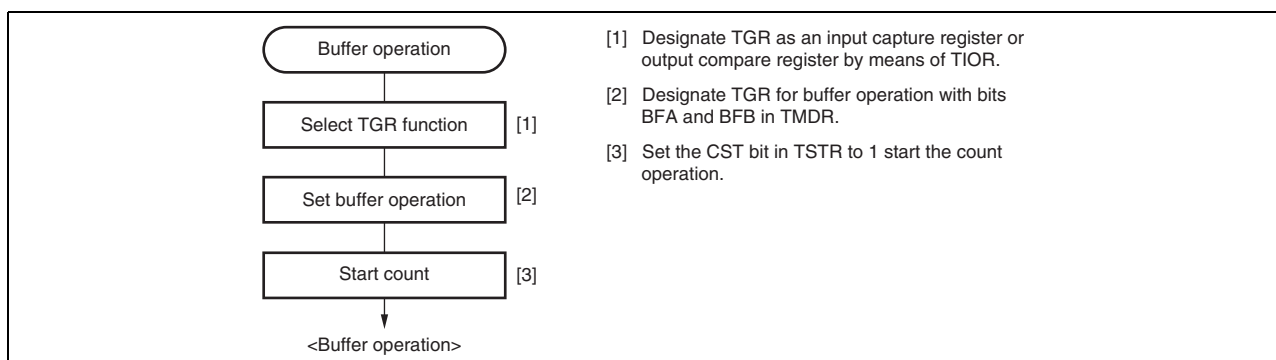 Buffer operation
Select TGR function [1]
Set buffer operation [2]
Start count [3]
<Buffer operation>
[1] Designate TGR as an input capture register or
output compare register by means of TIOR.
[2] Designate TGR for buffer operation with bits
BFA and BFB in TMDR.
[3] Set the CST bit in TSTR to 1 start the count
operation.